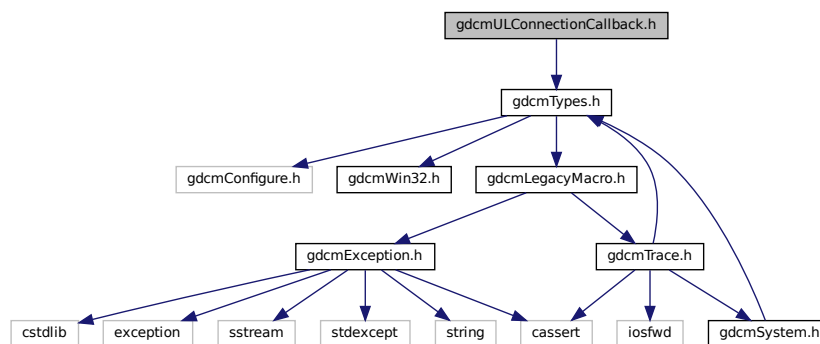 gdcmULConnectionCallback.h
gdcmTypes.h
gdcmConfigure.h
gdcmWin32.h
gdcmLegacyMacro.h
gdcmException.h
gdcmTrace.h
cstdlib
exception
sstream
stdexcept
string
cassert
iosfwd
gdcmSystem.h